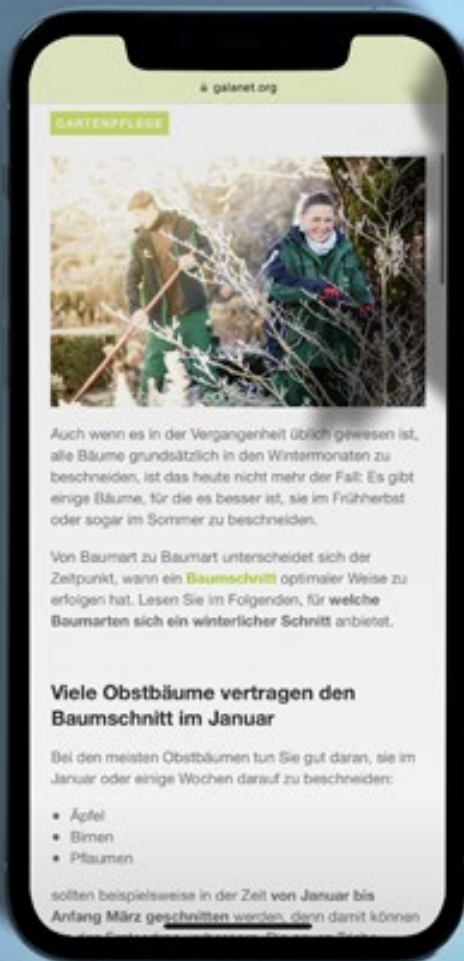 galanet.org
GARTENPFLEGE
Auch wenn es in der Vergangenheit üblich gewesen ist,
alle Bäume grundsätzlich in den Wintermonaten zu
beschneiden, ist das heute nicht mehr der Fall: Es gibt
einige Bäume, für die es besser ist, sie im Frühherbst
oder sogar im Sommer zu beschneiden.
Von Baumart zu Baumart unterscheidet sich der
Zeitpunkt, wann ein Baumschnitt optimaler Weise zu
erfolgen hat. Lesen Sie im Folgenden, für welche
Baumarten sich ein winterlicher Schnitt anbietet.
Viele Obstbäume vertragen den
Baumschnitt im Januar
Bei den meisten Obstbäumen tun Sie gut daran, sie im
Januar oder einige Wochen darauf zu beschneiden:
• Äpfel
• Birnen
• Pflaumen
sollten beispielsweise in der Zeit von Januar bis
Anfang März geschnitten werden, denn damit können